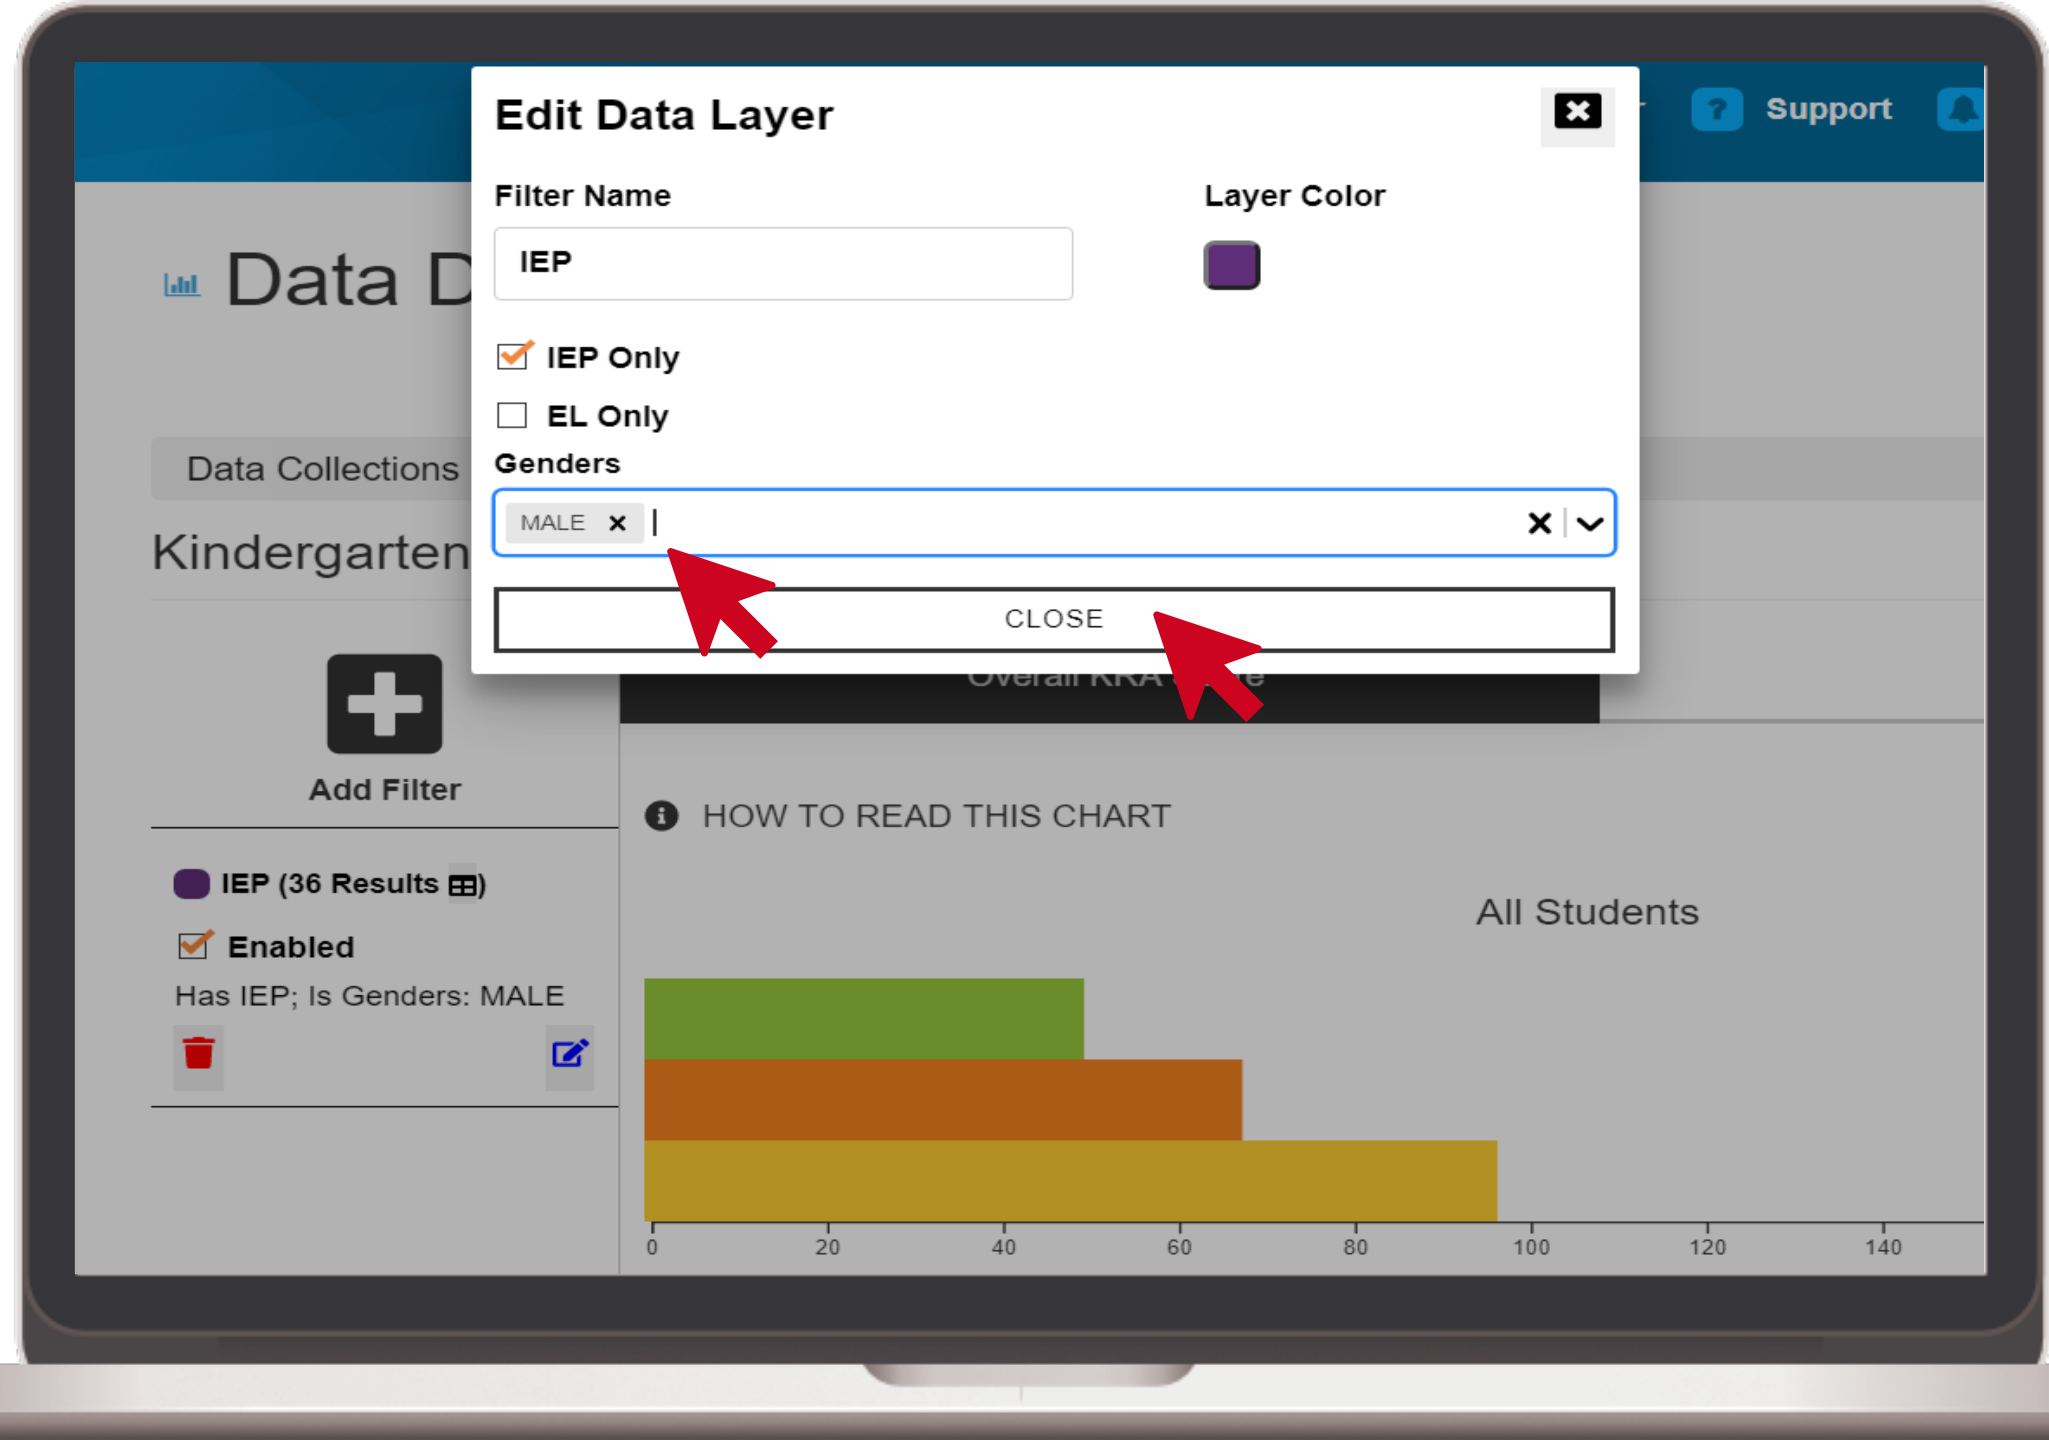 Edit Data Layer
? Support
Filter Name
Layer Color
IEP
Data D
IEP Only
EL Only
Genders
Data Collections
MALE
Kindergarten
CLOSE
Overall KRA
Add Filter
HOW TO READ THIS CHART
IEP (36 Results )
All Students
Enabled
Has IEP; Is Genders: MALE
0 20 40 60 80 100 120 140